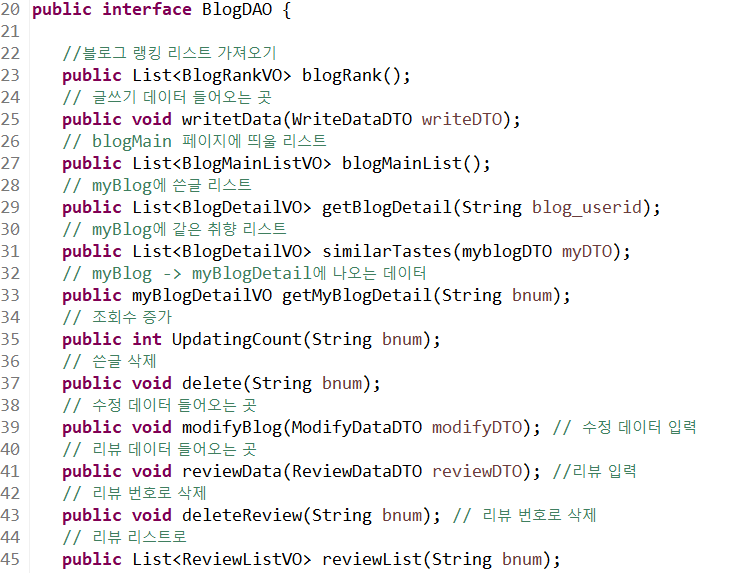 20 public interface BlogDAO {
21
22 //블로그 랭킹 리스트 가져오기
23 public List<BlogRankVO> blogRank();
24 // 글쓰기 데이터 들어오는 곳
25 public void writetData(WriteDataDTO writeDTO);
26 // blogMain 페이지에 띄울 리스트
27 public List<BlogMainListVO> blogMainList();
28 // myBlog에 쓴글 리스트
29 public List<BlogDetailVO> getBlogDetail(String blog_userid);
30 // myBlog에 같은 취향 리스트
31 public List<BlogDetailVO> similarTastes(myblogDTO myDTO);
32 // myBlog -> myBlogDetail에 나오는 데이터
33 public myBlogDetailVO getMyBlogDetail(String bnum);
34 // 조회수 증가
35 public int UpdatingCount(String bnum);
36 // 쓴글 삭제
37 public void delete(String bnum);
38 // 수정 데이터 들어오는 곳
39 public void modifyBlog(ModifyDataDTO modifyDTO); // 수정 데이터 입력
40 // 리뷰 데이터 들어오는 곳
41 public void reviewData(ReviewDataDTO reviewDTO); //리뷰 입력
42 // 리뷰 번호로 삭제
43 public void deleteReview(String bnum); // 리뷰 번호로 삭제
44 // 리뷰 리스트로
45 public List<ReviewListVO> reviewList(String bnum);